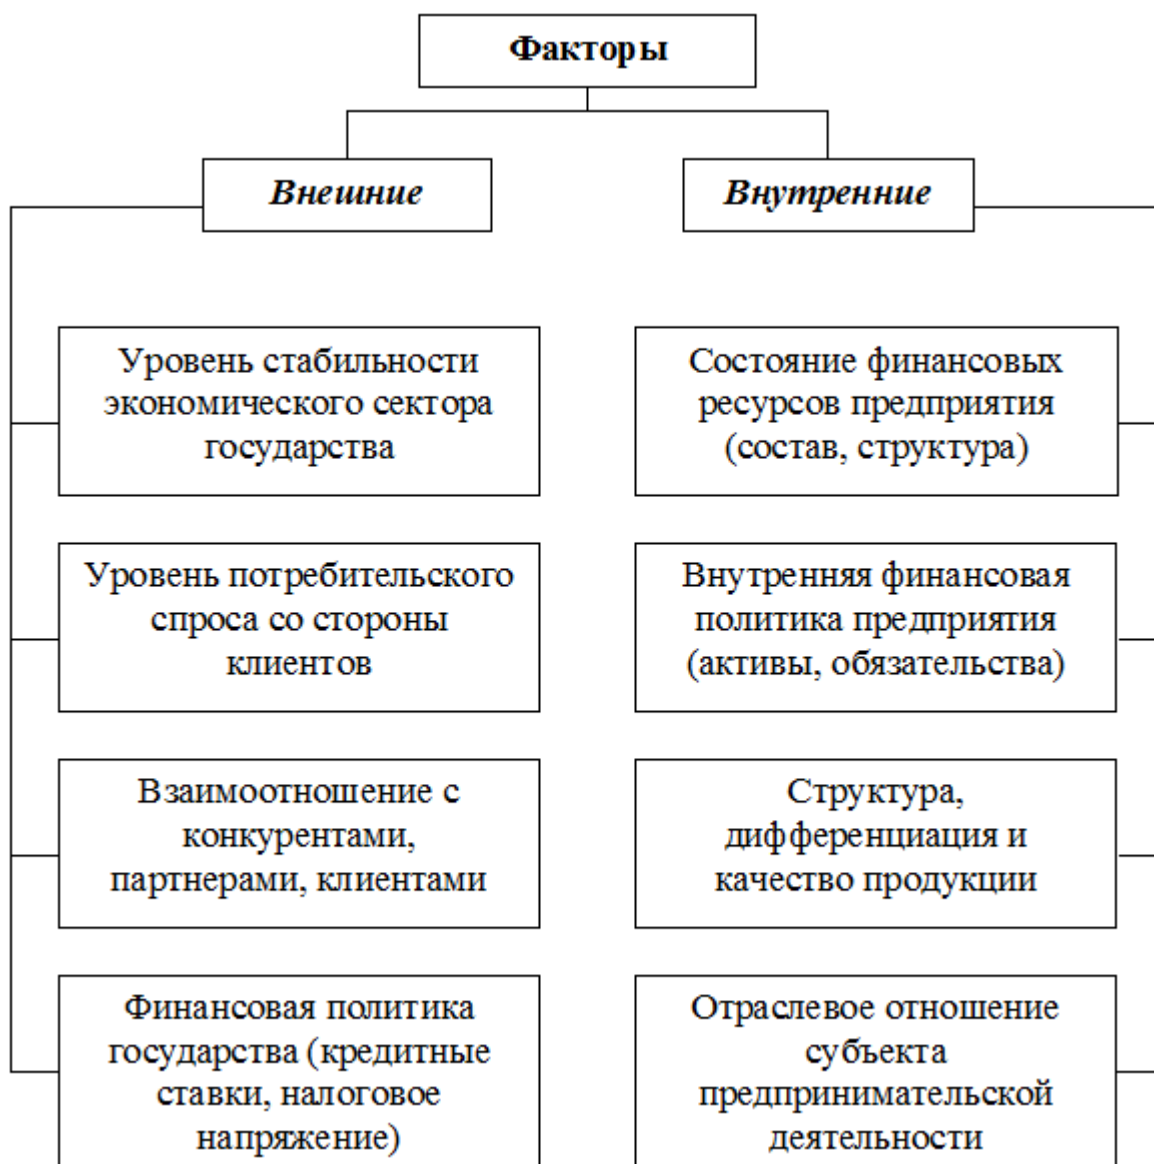 Факторы
Внешние
Внутренние
Уровень стабильности
экономического сектора
государства
Состояние финансовых
ресурсов предприятия
(состав, структура)
Уровень потребительского
спроса со стороны
клиентов
Внутренняя финансовая
политика предприятия
(активы, обязательства)
Взаимоотношение с
конкурентами,
партнерами, клиентами
Структура,
дифференциация и
качество продукции
Финансовая политика
государства (кредитные
ставки, налоговое
напряжение)
Отраслевое отношение
субъекта
предпринимательской
деятельности